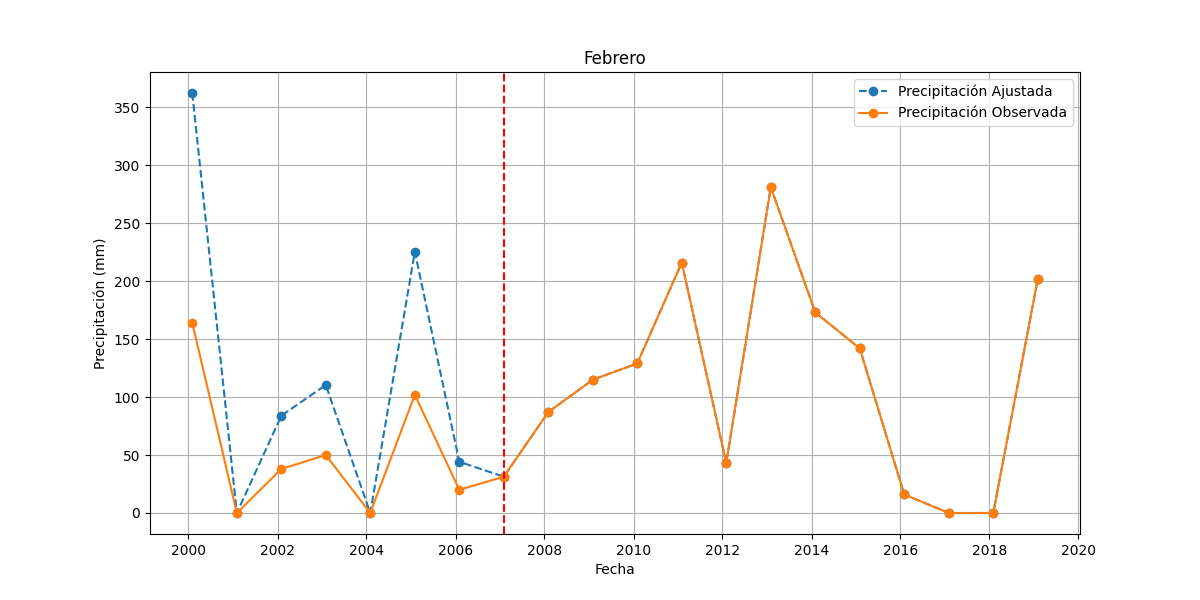 Febrero
Precipitación Ajustada
Precipitación Observada
Precipitación (mm)
350
300
250
200
150
100
50
0
2000 2002 2004 2006 2008 2010 2012 2014 2016 2018 2020
Fecha